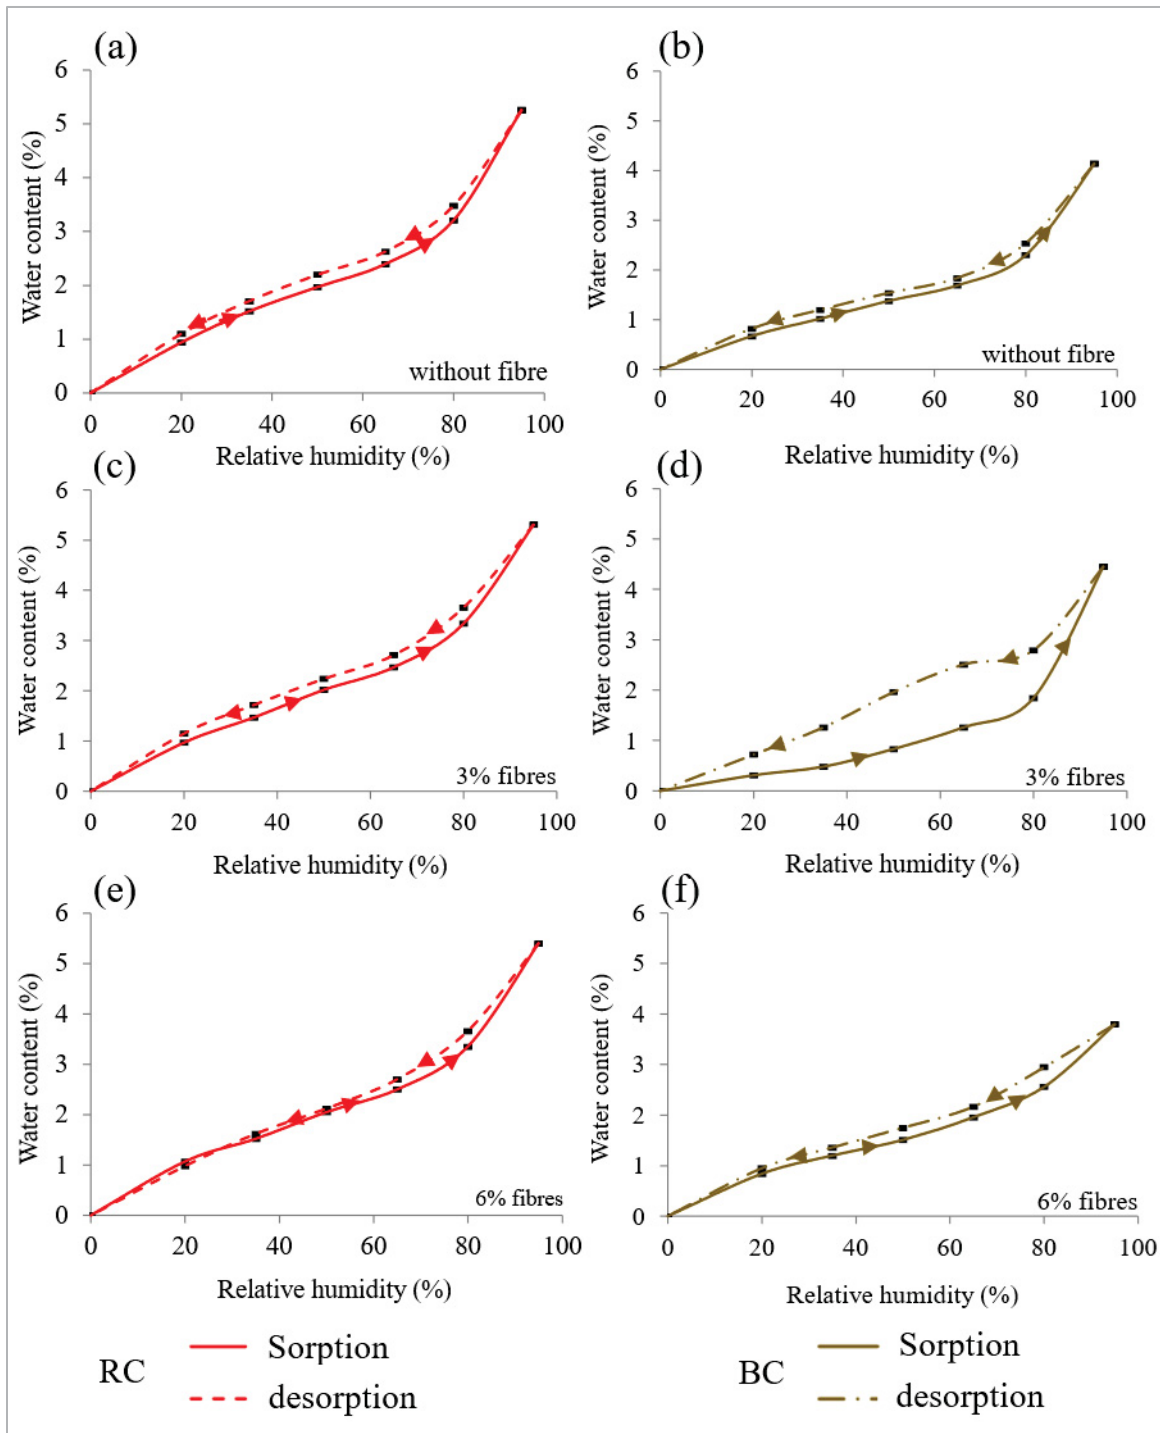 (a)
6
5
4
3
2
1
0
Water content (%)
without fibre
0 20 40 60 80 100
Relative humidity (%)
(b)
6
5
4
3
2
1
0
Water content (%)
without fibre
0 20 40 60 80 100
Relative humidity (%)
(c)
6
5
4
3
2
1
0
Water content (%)
3% fibres
0 20 40 60 80 100
Relative humidity (%)
(d)
6
5
4
3
2
1
0
Water content (%)
3% fibres
0 20 40 60 80 100
Relative humidity (%)
(e)
6
5
4
3
2
1
0
Water content (%)
6% fibres
0 20 40 60 80 100
Relative humidity (%)
(f)
6
5
4
3
2
1
0
Water content (%)
6% fibres
0 20 40 60 80 100
Relative humidity (%)
RC
Sorption
desorption
BC
Sorption
desorption